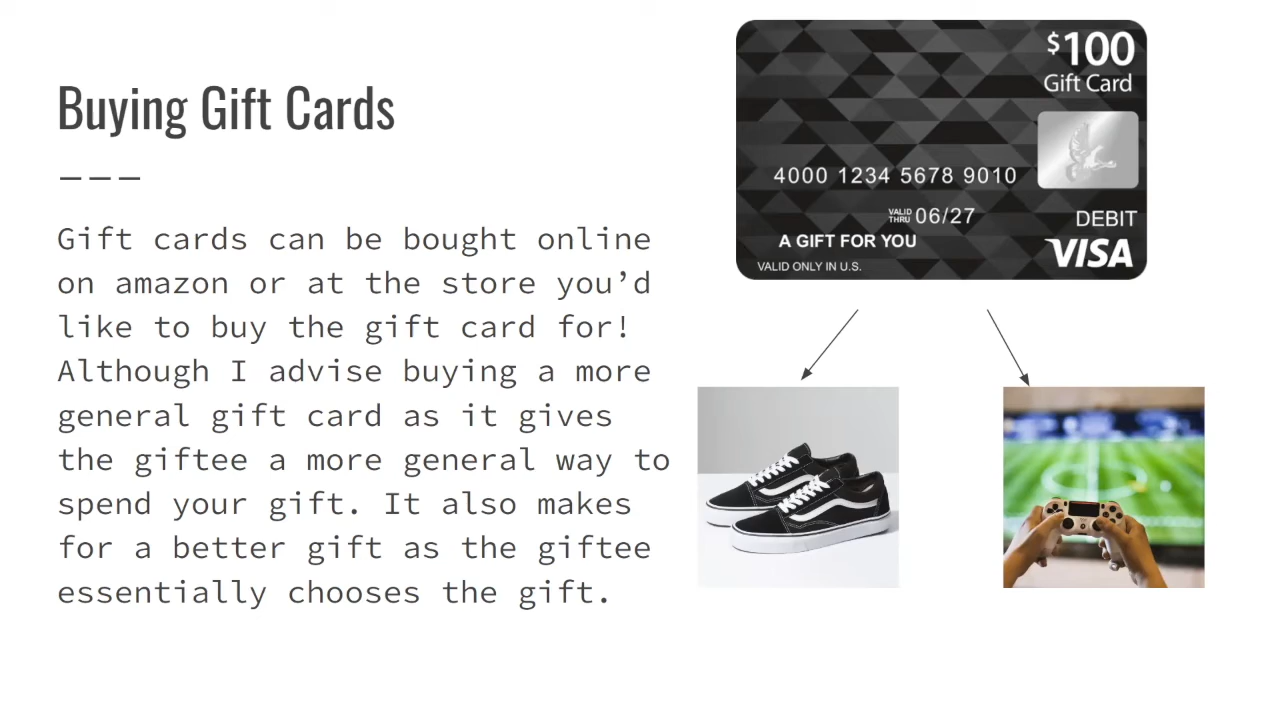 Buying Gift Cards
Gift cards can be bought online
on amazon or at the store you’d
like to buy the gift card for!
Although I advise buying a more
general gift card as it gives
the giftee a more general way to
spend your gift. It also makes
for a better gift as the giftee
essentially chooses the gift.
$100
Gift Card
4000 1234 5678 9010
VALID THRU 06/27
DEBIT
A GIFT FOR YOU
VISA
VALID ONLY IN U.S.